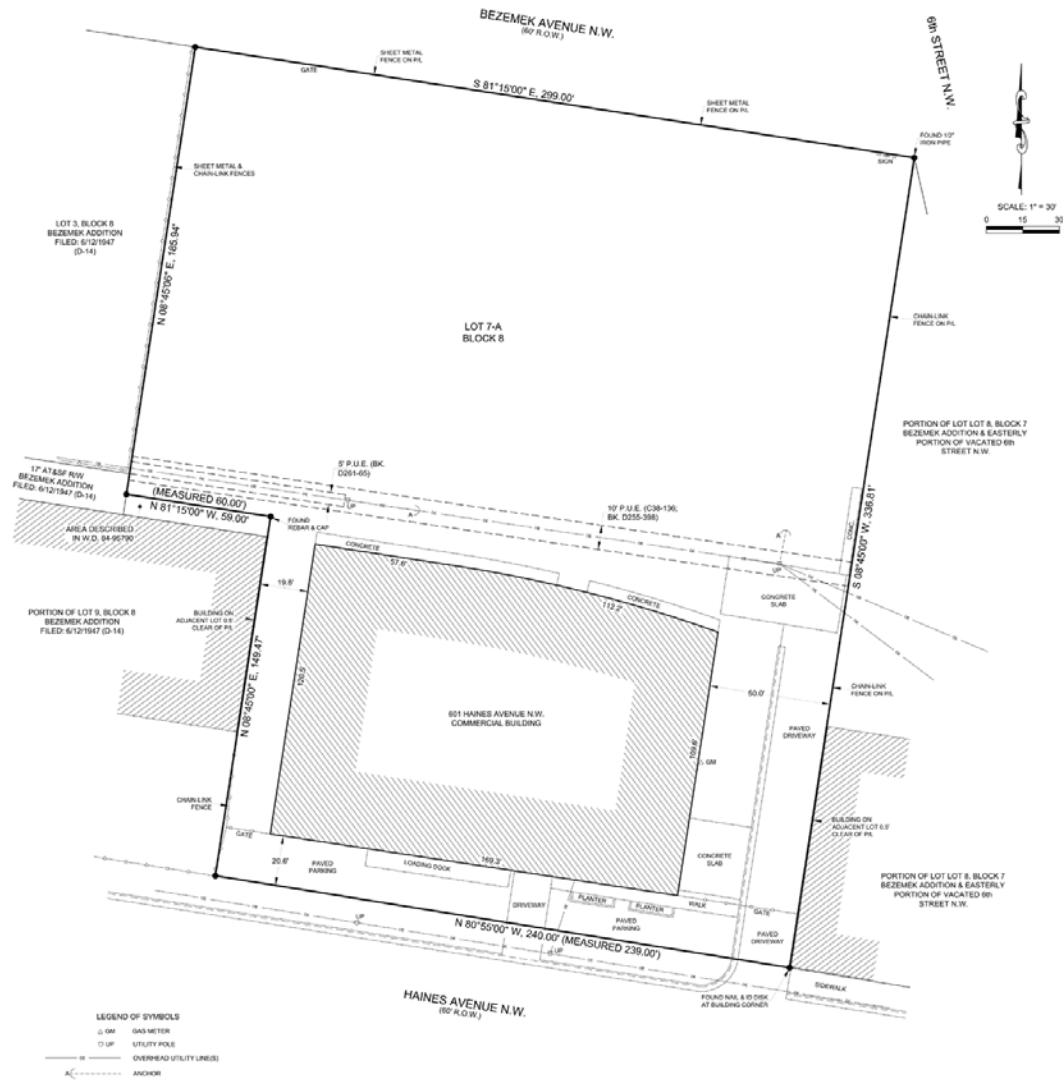 BEZEMEK AVENUE N.W.
(60' R.O.W.)
6th STREET N.W.
SHEET METAL
FENCE ON P/L
GATE
S 81°15'00" E, 299.00'
SHEET METAL
FENCE ON P/L
FOUND 1/2"
IRON PIPE
SIGN
SCALE: 1" = 30'
0 15 30
SHEET METAL &
CHAIN-LINK FENCES
LOT 3, BLOCK 8
BEZEMEK ADDITION
FILED: 6/12/1947
(D-14)
N 08°45'06" E, 185.94'
LOT 7-A
BLOCK 8
CHAIN-LINK
FENCE ON P/L
PORTION OF LOT LOT 8, BLOCK 7
BEZEMEK ADDITION & EASTERLY
PORTION OF VACATED 6th
STREET N.W.
S 08°45'00" W, 336.81'
17' AT&SF R/W
BEZEMEK ADDITION
FILED: 6/12/1947 (D-14)
5' P.U.E. (BK.
D261-65)
UP
A
(MEASURED 60.00')
N 81°15'00" W, 59.00'
10' P.U.E. (C38-136;
BK. D255-398)
CONC.
FOUND
REBAR & CAP
A
UP
AREA DESCRIBED
IN W.D. 84-95790
CONCRETE
57.6'
CONCRETE
112.2'
CONCRETE
SLAB
19.8'
PORTION OF LOT 9, BLOCK 8
BEZEMEK ADDITION
FILED: 6/12/1947 (D-14)
BUILDING ON
ADJACENT LOT 0.5'
CLEAR OF P/L
N 08°45'00" E, 149.47'
120.5'
601 HAINES AVENUE N.W.
COMMERCIAL BUILDING
50.0'
CHAIN-LINK
FENCE ON P/L
109.6'
GM
PAVED
DRIVEWAY
CHAIN-LINK
FENCE
GATE
20.6'
PAVED
PARKING
LOADING DOCK
169.3'
CONCRETE
SLAB
BUILDING ON
ADJACENT LOT 0.5'
CLEAR OF P/L
PORTION OF LOT LOT 8, BLOCK 7
BEZEMEK ADDITION & EASTERLY
PORTION OF VACATED 6th
STREET N.W.
DRIVEWAY
PLANTER
PLANTER
WALK
GATE
PAVED
PARKING
PAVED
DRIVEWAY
UP
N 80°55'00" W, 240.00' (MEASURED 239.00')
UP
SIDEWALK
FOUND NAIL & ID DISK
AT BUILDING CORNER
HAINES AVENUE N.W.
(60' R.O.W.)
LEGEND OF SYMBOLS
GM GAS METER
UP UTILITY POLE
OVERHEAD UTILITY LINE(S)
A ANCHOR